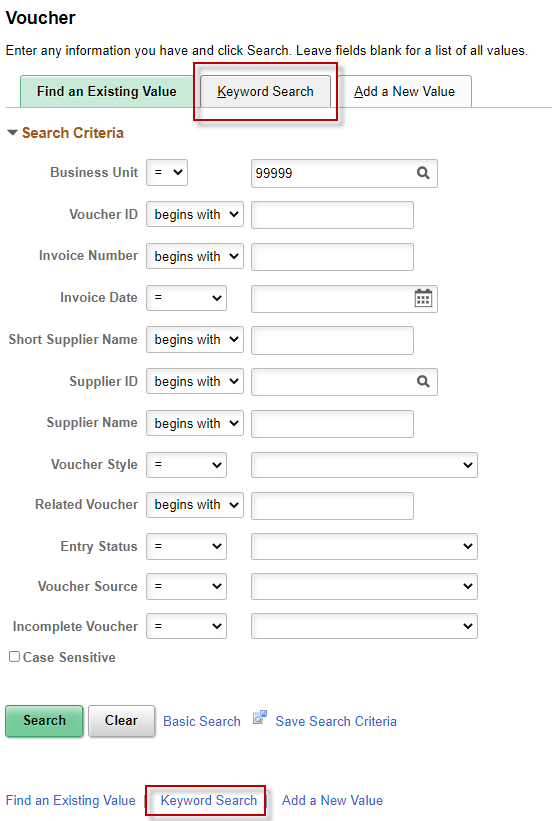 Voucher
Enter any information you have and click Search. Leave fields blank for a list of all values.
Find an Existing Value Keyword Search Add a New Value
Search Criteria
Business Unit = 99999
Voucher ID begins with
Invoice Number begins with
Invoice Date =
Short Supplier Name begins with
Supplier ID begins with
Supplier Name begins with
Voucher Style =
Related Voucher begins with
Entry Status =
Voucher Source =
Incomplete Voucher =
Case Sensitive
Search Clear Basic Search Save Search Criteria
Find an Existing Value Keyword Search Add a New Value